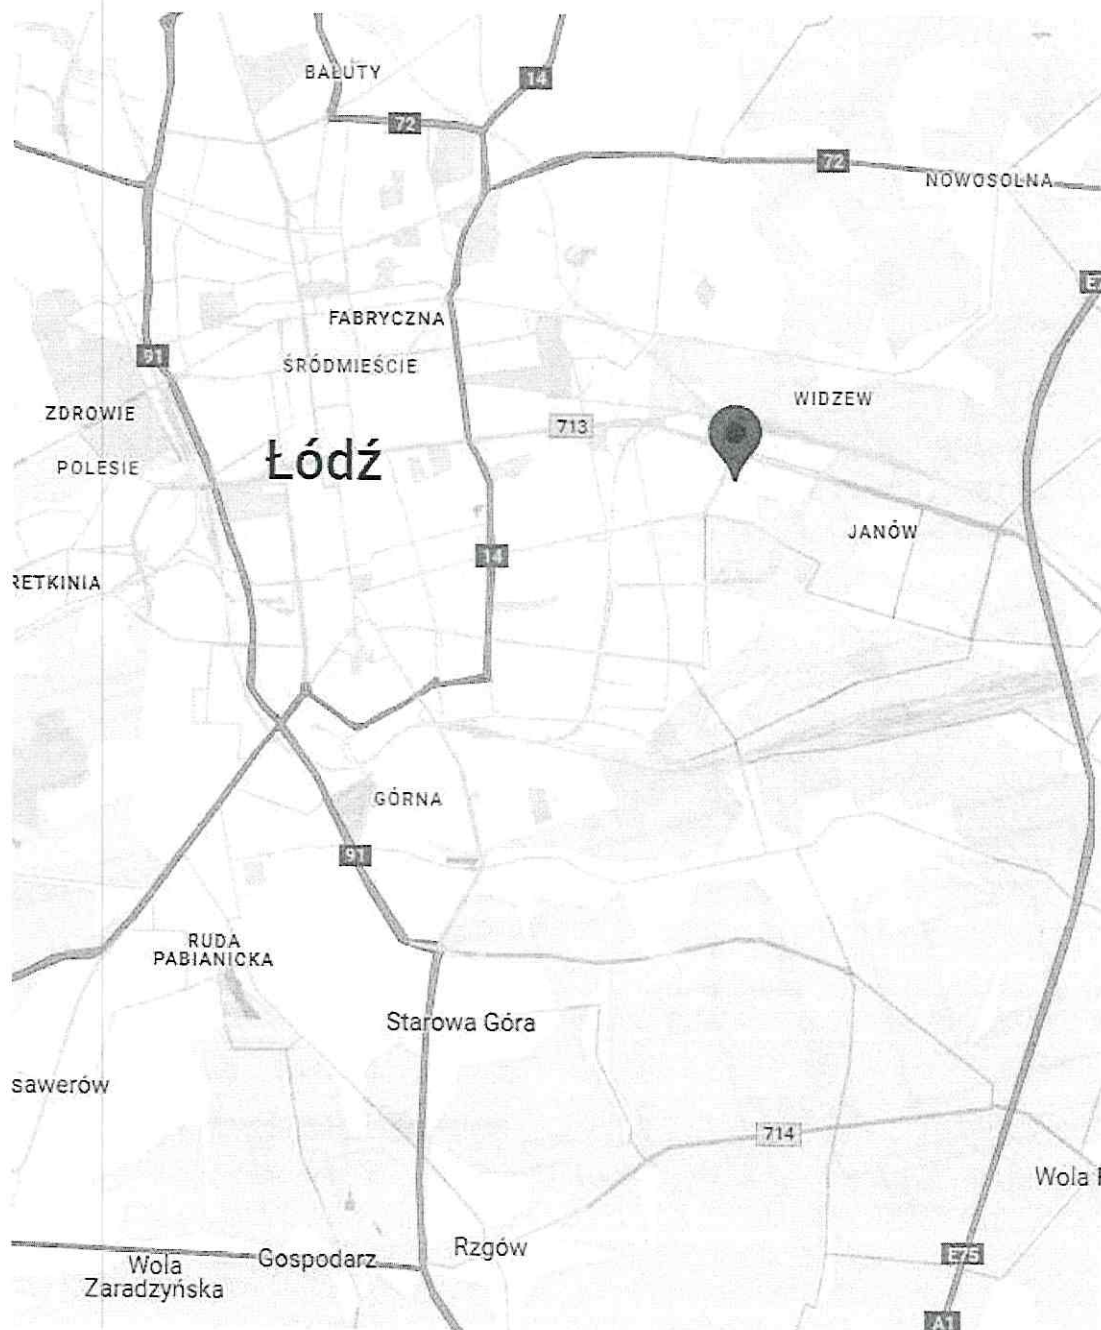 BAŁUTY
14
72
72
NOWOSOLNA
FABRYCZNA
91
ŚRÓDMIEŚCIE
WIDZEW
ZDROWIE
713
POLESIE
Łódź
JANÓW
14
RETKINIA
GÓRNA
91
RUDA
PABIANICKA
Starowa Góra
sawerów
714
Wola
Rzgów
Gospodarz
E75
Wola
Zaradzyńska
A1